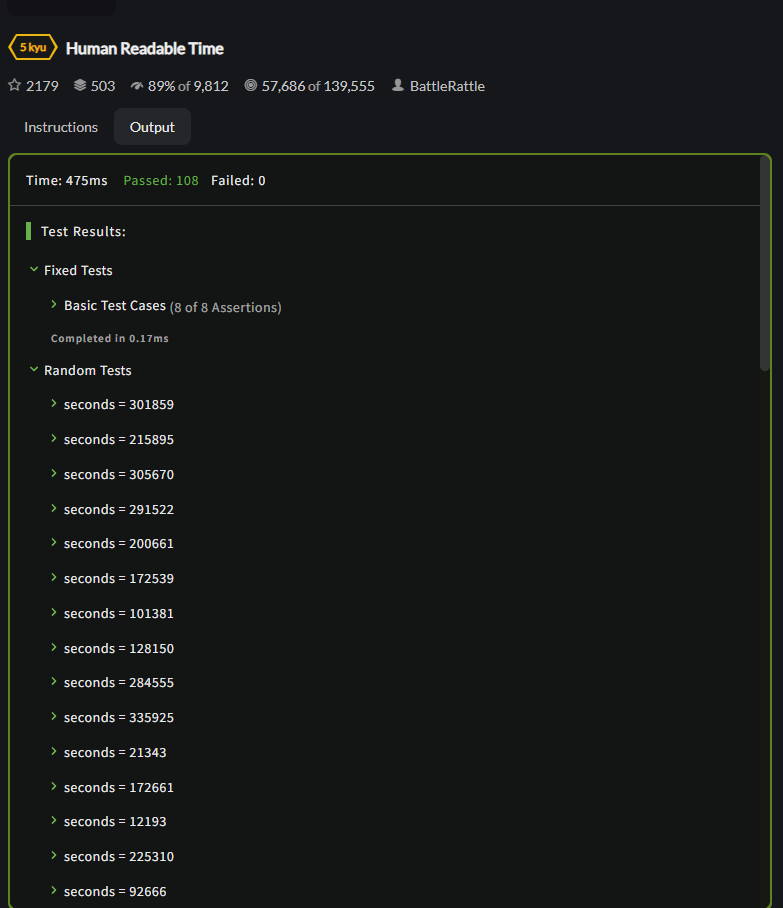 5 kyu Human Readable Time
2179 503 89% of 9,812 57,686 of 139,555 BattleRattle
Instructions Output
Time: 475ms Passed: 108 Failed: 0
Test Results:
Fixed Tests
Basic Test Cases (8 of 8 Assertions)
Completed in 0.17ms
Random Tests
seconds = 301859
seconds = 215895
seconds = 305670
seconds = 291522
seconds = 200661
seconds = 172539
seconds = 101381
seconds = 128150
seconds = 284555
seconds = 335925
seconds = 21343
seconds = 172661
seconds = 12193
seconds = 225310
seconds = 92666